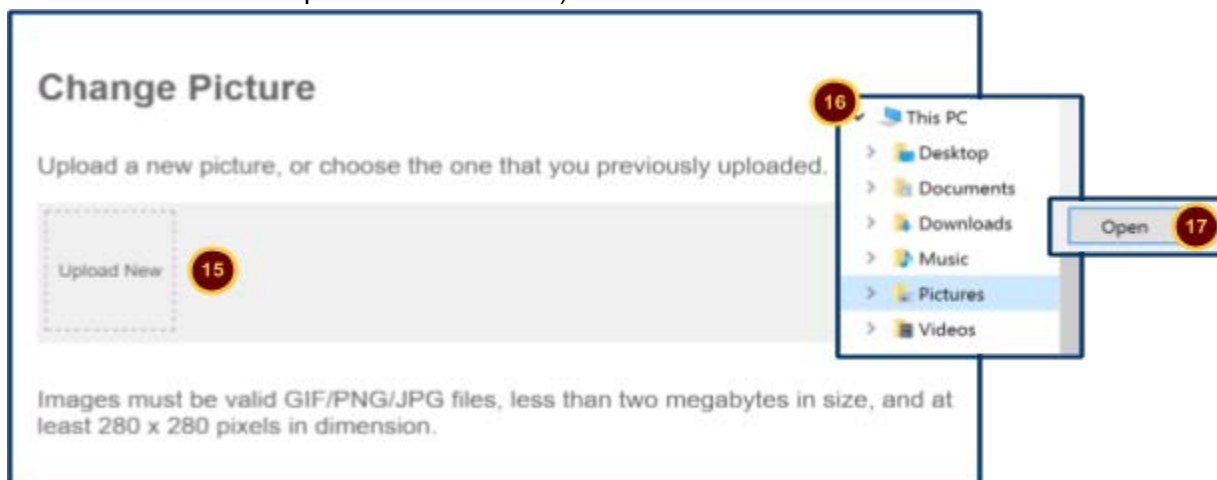 Change Picture
Upload a new picture, or choose the one that you previously uploaded.
Upload New
15
16
This PC
Desktop
Documents
Downloads
Music
Pictures
Videos
Open
17
Images must be valid GIF/PNG/JPG files, less than two megabytes in size, and at
least 280 x 280 pixels in dimension.